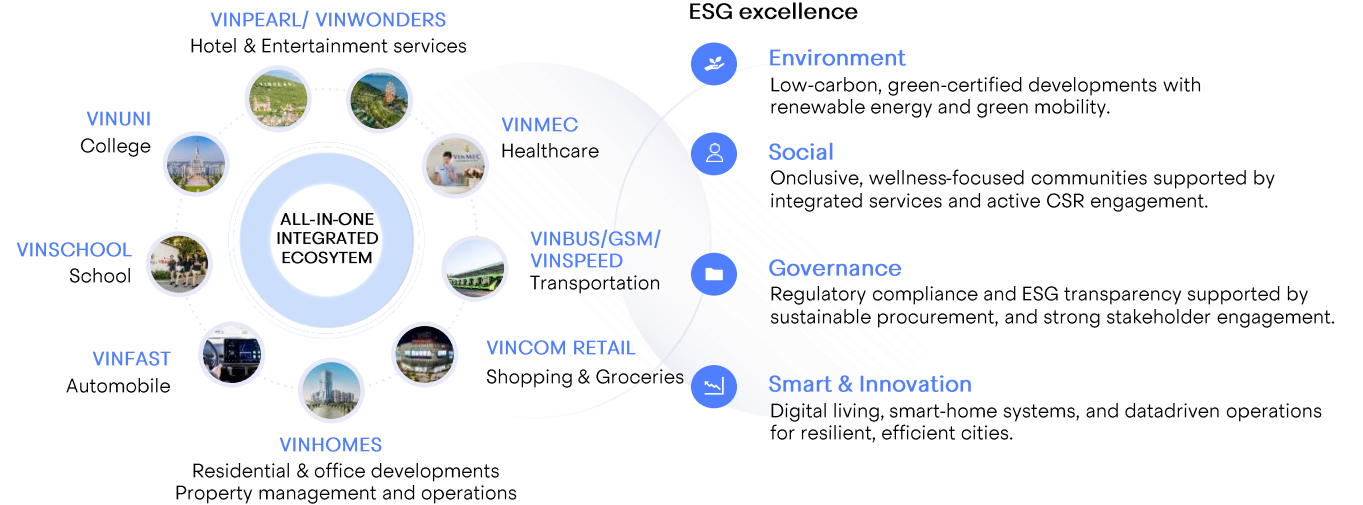 VINPEARL/ VINWONDERS
Hotel & Entertainment services
VINUNI
College
VINMEC
Healthcare
VINMEC
ALL-IN-ONE
INTEGRATED
ECOSYTEM
VINSCHOOL
School
VINBUS/GSM/
VINSPEED
Transportation
VINFAST
Automobile
VINCOM RETAIL
Shopping & Groceries
VINHOMES
Residential & office developments
Property management and operations
ESG excellence
Environment
Low-carbon, green-certified developments with
renewable energy and green mobility.
Social
Onclusive, wellness-focused communities supported by
integrated services and active CSR engagement.
Governance
Regulatory compliance and ESG transparency supported by
sustainable procurement, and strong stakeholder engagement.
Smart & Innovation
Digital living, smart-home systems, and datadriven operations
for resilient, efficient cities.